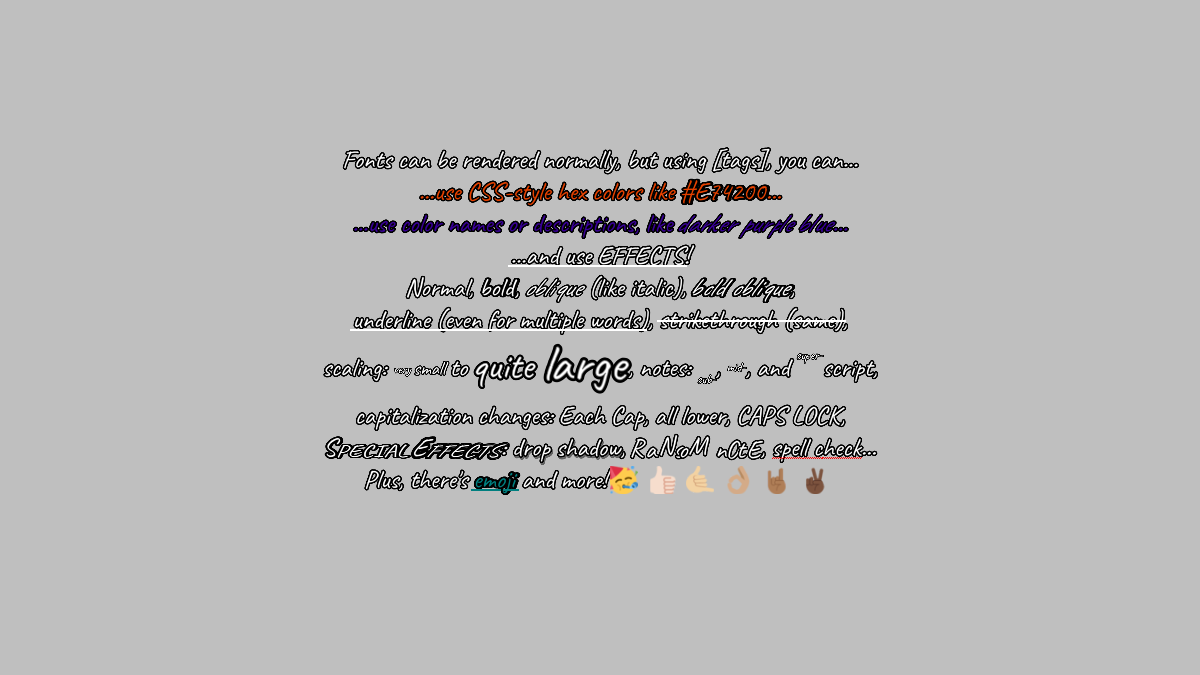 Fonts can be rendered normally, but using [tags], you can...
...use CSS-style hex colors like #E74200...
...use color names or descriptions, like darker purple blue...
...and use EFFECTS!
Normal, bold, oblique (like italic), bold oblique,
underline (even for multiple words), strikethrough (same),
scaling: very small to quite large, notes: sub-, mid-, and super- script,
capitalization changes: Each Cap, all lower, CAPS LOCK,
SPECIAL EFFECTS: drop shadow, RaNsoM nOtE, spell check...
Plus, there's emoji and more!🥳 👍🏻 🤙🏼 👌🏽 🤘🏾 ✌🏿